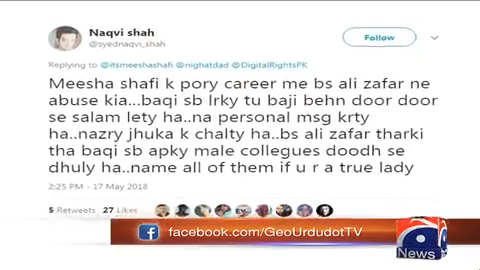 Naqvi shah
@syednaqvi_shah
Follow
Replying to @itsmeeshashafi @nighatdad @DigitalRightsPK
Meesha shafi k pory career me bs ali zafar ne
abuse kia...baqi sb lrky tu baji behn door door
se salam lety ha..na personal msg krty
ha..nazry jhuka k chalty ha..bs ali zafar tharki
tha baqi sb apky male collegues doodh se
dhuly ha..name all of them if u r a true lady
2:25 PM - 17 May 2018
5 Retweets 27 Likes
facebook.com/GeoUrdudotTV
News